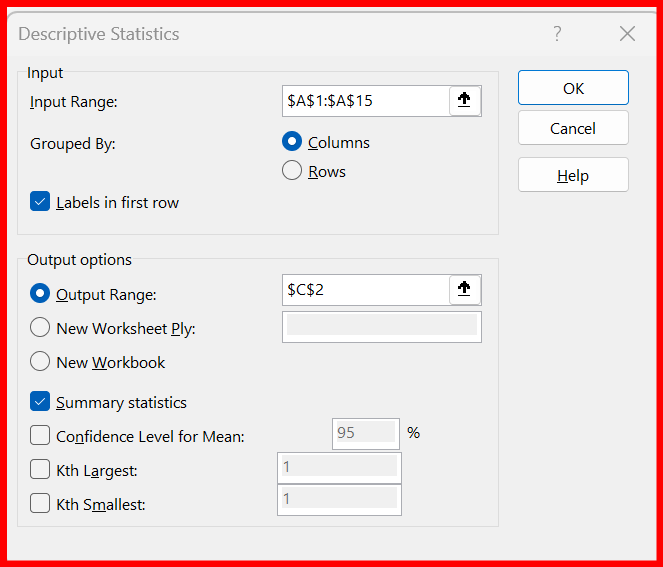 Descriptive Statistics ?
Input
Input Range: $A$1:$A$15
OK
Cancel
Grouped By: Columns
Rows
Help
Labels in first row
Output options
Output Range: $C$2
New Worksheet Ply:
New Workbook
Summary statistics
Confidence Level for Mean: 95 %
Kth Largest: 1
Kth Smallest: 1